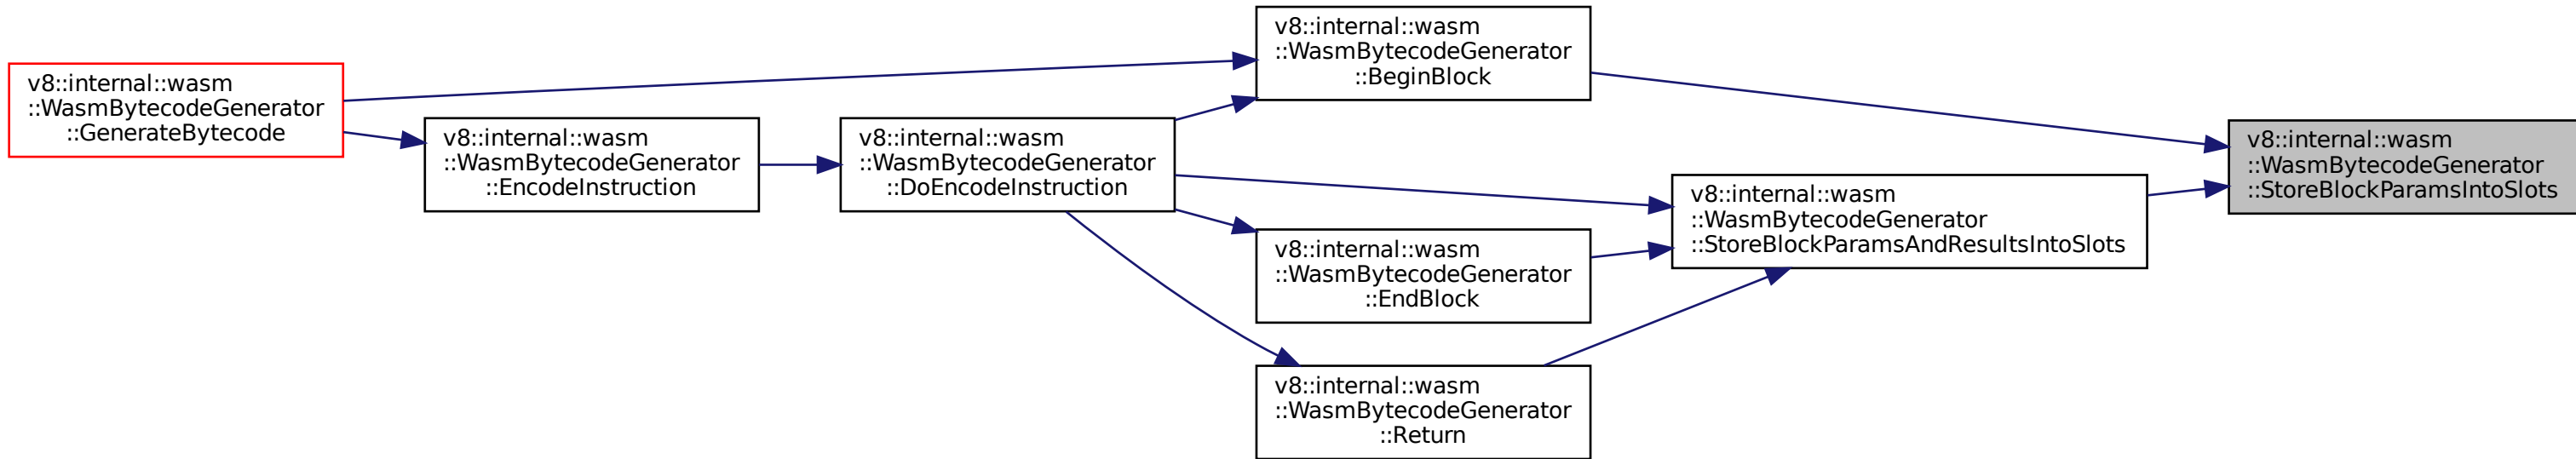 v8::internal::wasm
::WasmBytecodeGenerator
::GenerateBytecode
v8::internal::wasm
::WasmBytecodeGenerator
::EncodeInstruction
v8::internal::wasm
::WasmBytecodeGenerator
::DoEncodeInstruction
v8::internal::wasm
::WasmBytecodeGenerator
::BeginBlock
v8::internal::wasm
::WasmBytecodeGenerator
::EndBlock
v8::internal::wasm
::WasmBytecodeGenerator
::Return
v8::internal::wasm
::WasmBytecodeGenerator
::StoreBlockParamsAndResultsIntoSlots
v8::internal::wasm
::WasmBytecodeGenerator
::StoreBlockParamsIntoSlots